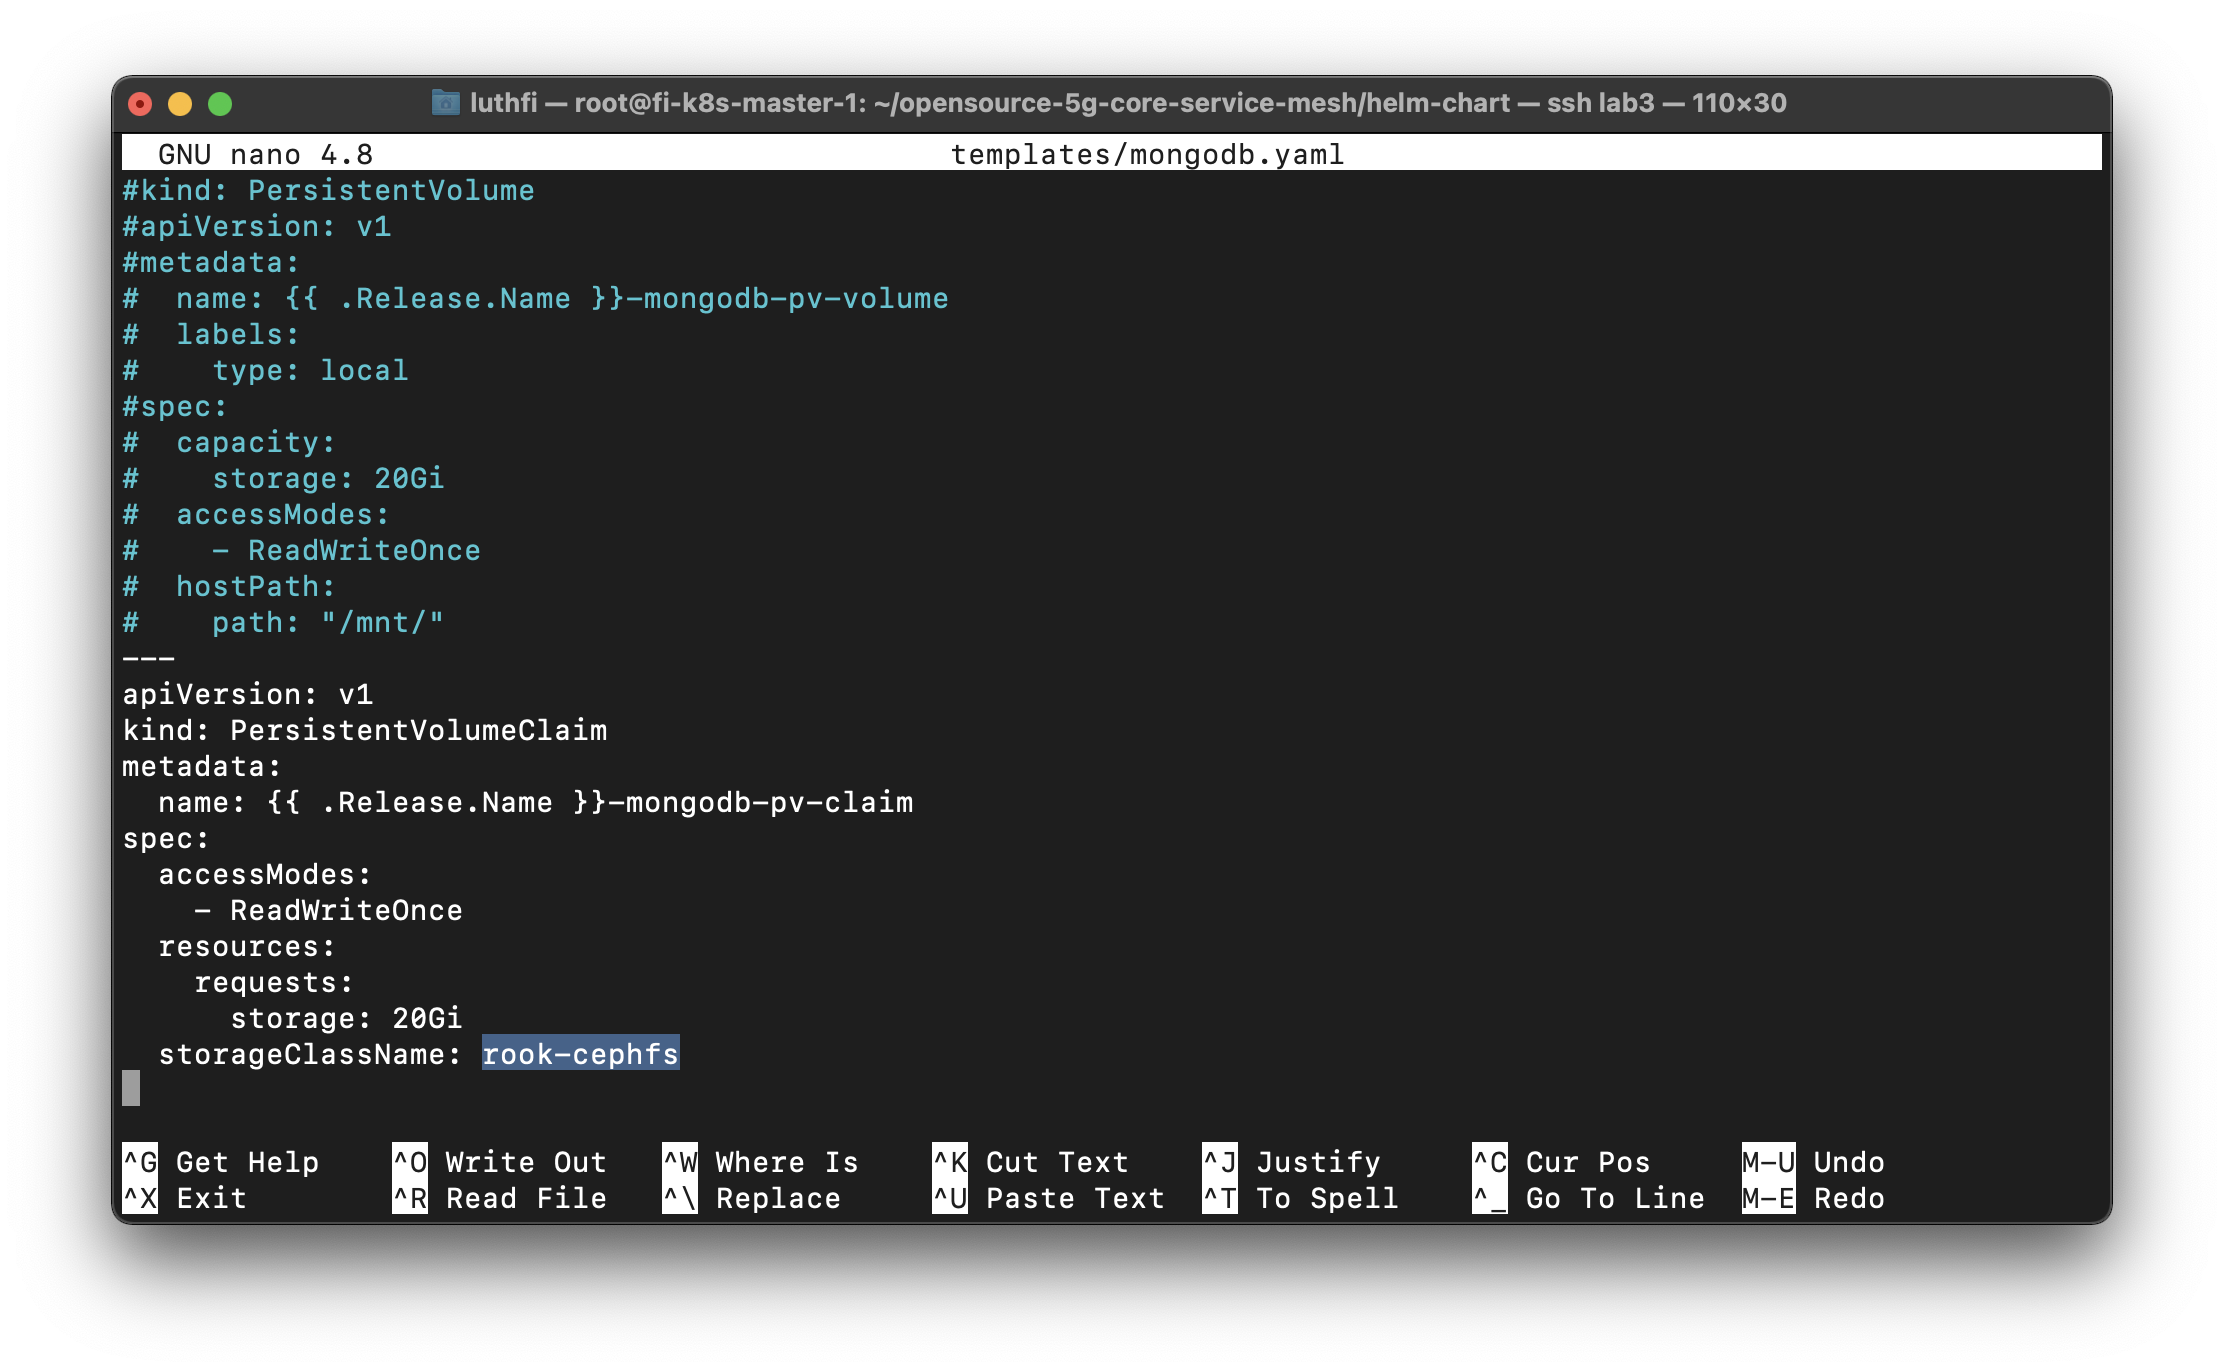 luthfi — root@fi-k8s-master-1: ~/opensource-5g-core-service-mesh/helm-chart — ssh lab3 — 110×30
GNU nano 4.8 templates/mongodb.yaml
#kind: PersistentVolume
#apiVersion: v1
#metadata:
#  name: {{ .Release.Name }}-mongodb-pv-volume
#  labels:
#    type: local
#spec:
#  capacity:
#    storage: 20Gi
#  accessModes:
#    - ReadWriteOnce
#  hostPath:
#    path: "/mnt/"
---
apiVersion: v1
kind: PersistentVolumeClaim
metadata:
  name: {{ .Release.Name }}-mongodb-pv-claim
spec:
  accessModes:
    - ReadWriteOnce
  resources:
    requests:
      storage: 20Gi
  storageClassName: rook-cephfs
^G Get Help ^O Write Out ^W Where Is ^K Cut Text ^J Justify ^C Cur Pos M-U Undo
^X Exit ^R Read File ^\ Replace ^U Paste Text ^T To Spell ^_ Go To Line M-E Redo